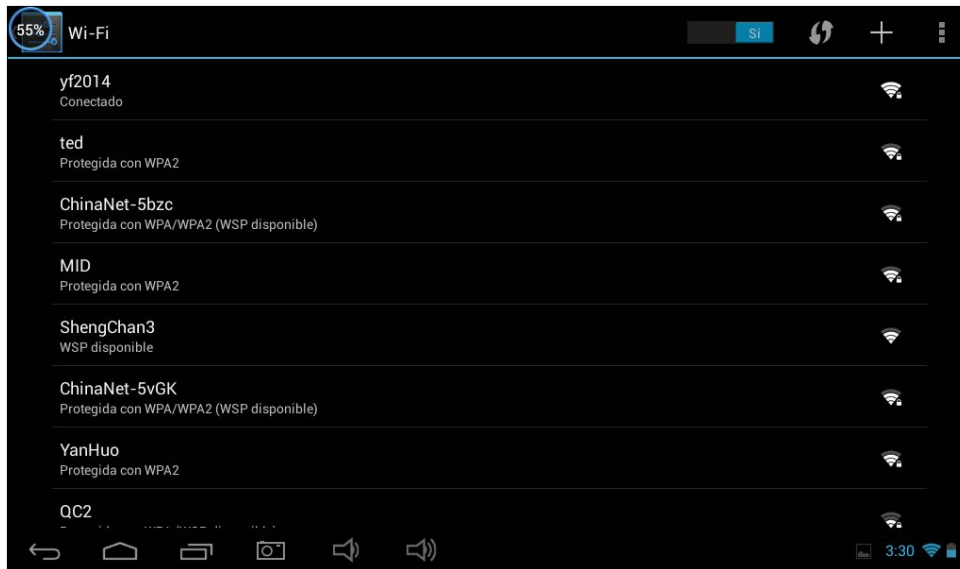 55%
Wi-Fi
Sí
yf2014
Conectado
ted
Protegida con WPA2
ChinaNet-5bzc
Protegida con WPA/WPA2 (WSP disponible)
MID
Protegida con WPA2
ShengChan3
WSP disponible
ChinaNet-5vGK
Protegida con WPA/WPA2 (WSP disponible)
YanHuo
Protegida con WPA2
QC2
3:30